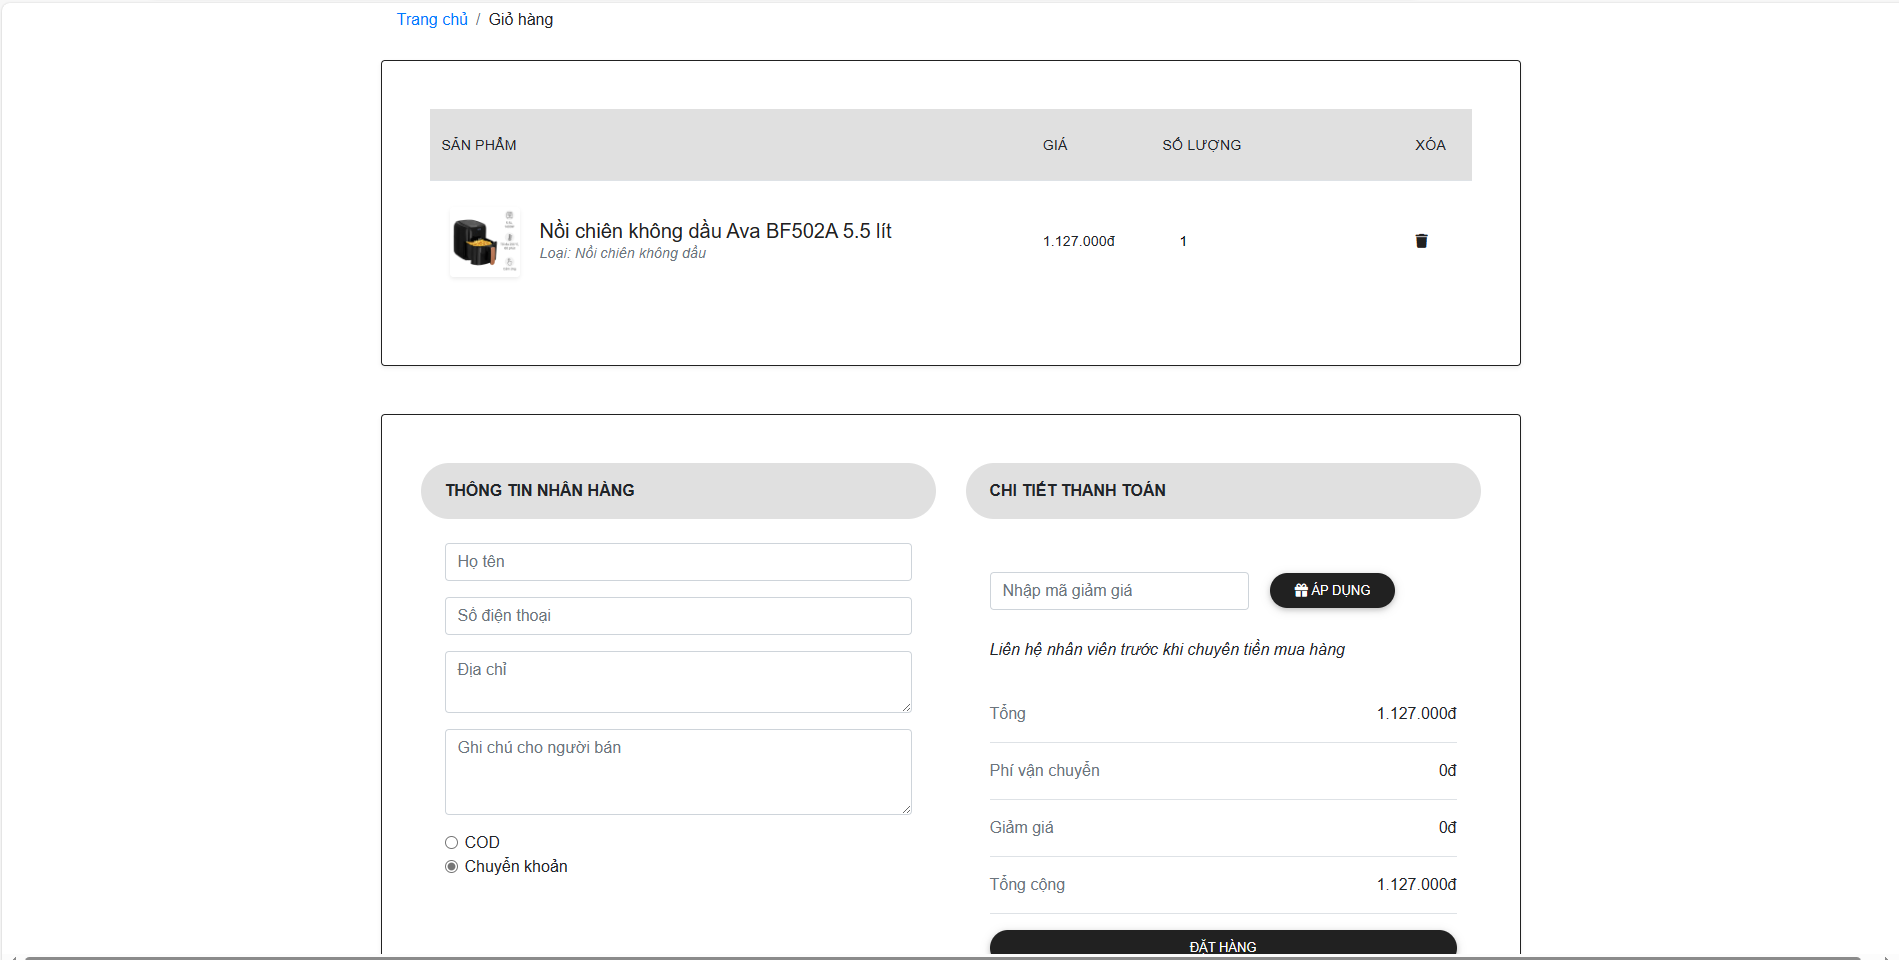 Trang chủ / Giỏ hàng
SẢN PHẨM GIÁ SỐ LƯỢNG XÓA
Nồi chiên không dầu Ava BF502A 5.5 lít
Loại: Nồi chiên không dầu
1.127.000đ 1
THÔNG TIN NHẬN HÀNG
Họ tên
Số điện thoại
Địa chỉ
Ghi chú cho người bán
COD
Chuyển khoản
CHI TIẾT THANH TOÁN
Nhập mã giảm giá ÁP DỤNG
Liên hệ nhân viên trước khi chuyển tiền mua hàng
Tổng 1.127.000đ
Phí vận chuyển 0đ
Giảm giá 0đ
Tổng cộng 1.127.000đ
ĐẶT HÀNG